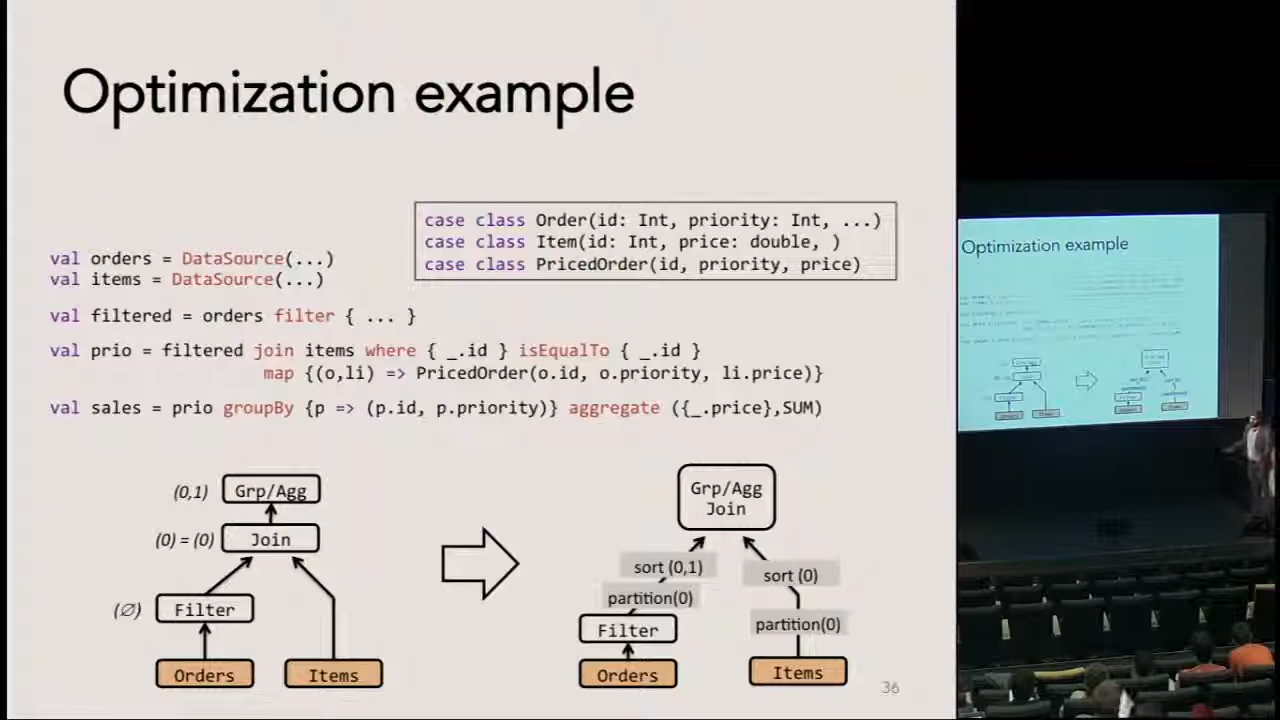 Optimization example
case class Order(id: Int, priority: Int, ...)
case class Item(id: Int, price: double, )
case class PricedOrder(id, priority, price)
val orders = DataSource(...)
val items = DataSource(...)
val filtered = orders filter { ... }
val prio = filtered join items where { _.id } isEqualTo { _.id }
map {(o,li) => PricedOrder(o.id, o.priority, li.price)}
val sales = prio groupBy {p => (p.id, p.priority)} aggregate ({_.price},SUM)
(0,1) Grp/Agg
(0) = (0) Join
(∅) Filter
Orders Items
Grp/Agg
Join
sort (0,1) sort (0)
partition(0) partition(0)
Filter
Orders Items
36
Optimization example